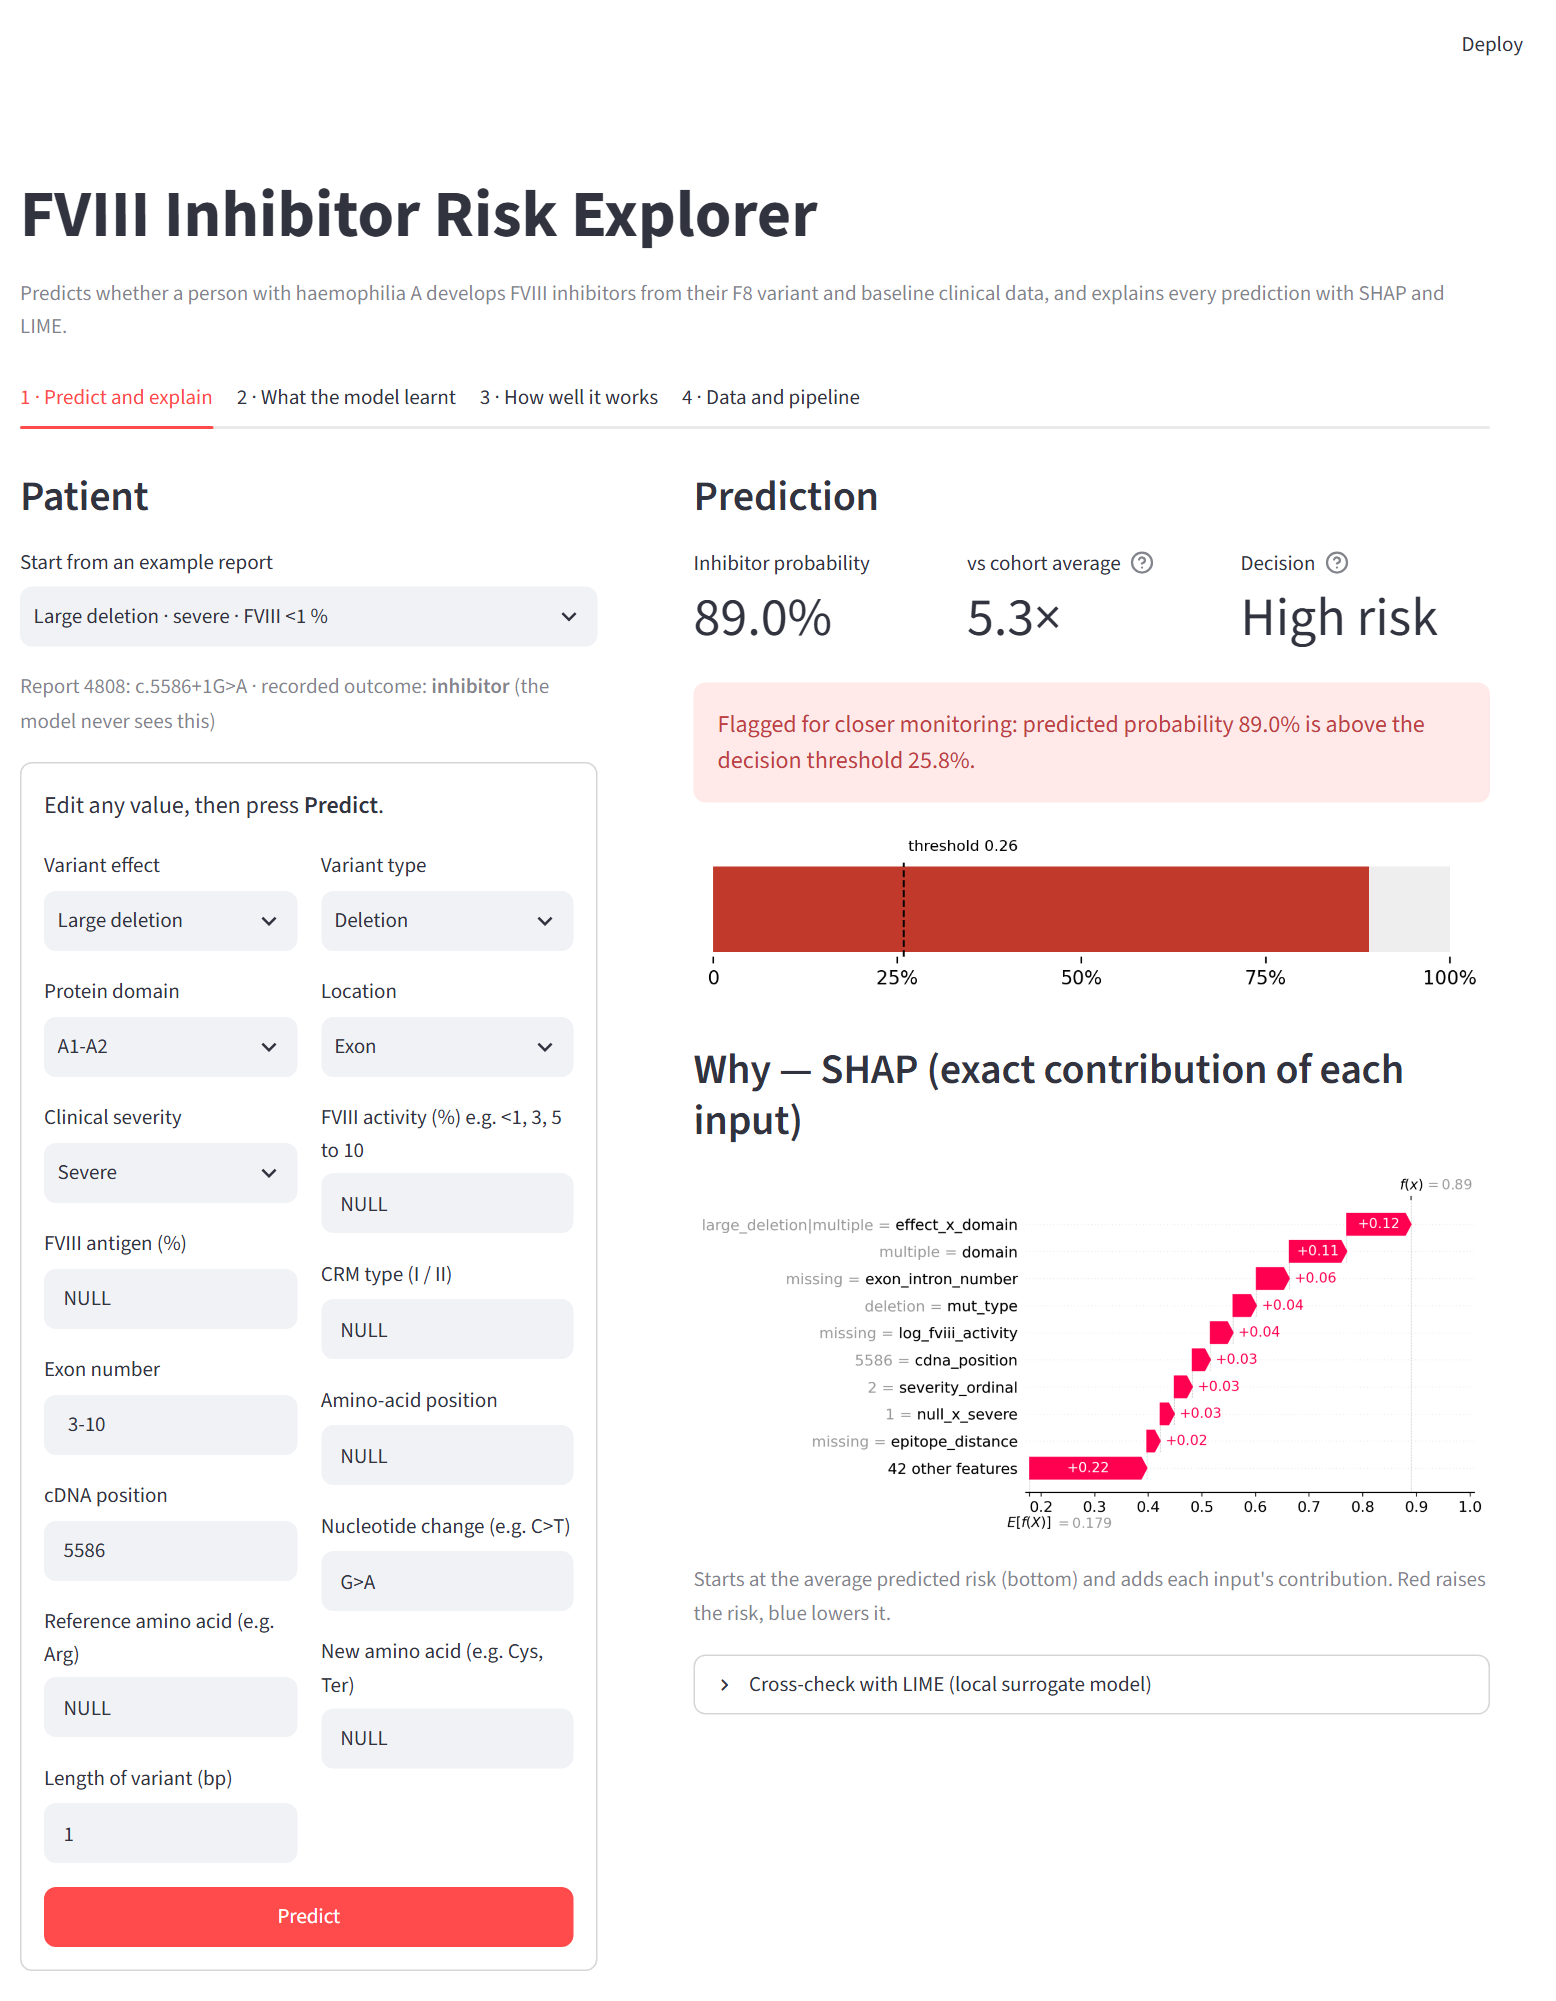 Deploy
FVIII Inhibitor Risk Explorer
Predicts whether a person with haemophilia A develops FVIII inhibitors from their F8 variant and baseline clinical data, and explains every prediction with SHAP and
LIME.
1 · Predict and explain
2 · What the model learnt
3 · How well it works
4 · Data and pipeline
Patient
Start from an example report
Large deletion · severe · FVIII <1 %
Report 4808: c.5586+1G>A · recorded outcome: inhibitor (the
model never sees this)
Edit any value, then press Predict.
Variant effect
Large deletion
Variant type
Deletion
Protein domain
A1-A2
Location
Exon
Clinical severity
Severe
FVIII activity (%) e.g. <1, 3, 5
to 10
NULL
FVIII antigen (%)
NULL
CRM type (I / II)
NULL
Exon number
3-10
Amino-acid position
NULL
cDNA position
5586
Nucleotide change (e.g. C>T)
G>A
Reference amino acid (e.g.
Arg)
NULL
New amino acid (e.g. Cys,
Ter)
NULL
Length of variant (bp)
1
Predict
Prediction
Inhibitor probability
89.0%
vs cohort average
5.3×
Decision
High risk
Flagged for closer monitoring: predicted probability 89.0% is above the
decision threshold 25.8%.
threshold 0.26
0 25% 50% 75% 100%
Why — SHAP (exact contribution of each
input)
f(x) = 0.89
large_deletion|multiple = effect_x_domain +0.12
multiple = domain +0.11
missing = exon_intron_number +0.06
deletion = mut_type +0.04
missing = log_fviii_activity +0.04
5586 = cdna_position +0.03
2 = severity_ordinal +0.03
1 = null_x_severe +0.03
missing = epitope_distance +0.02
42 other features +0.22
0.2 0.3 0.4 0.5 0.6 0.7 0.8 0.9 1.0
E[f(X)] = 0.179
Starts at the average predicted risk (bottom) and adds each input's contribution. Red raises
the risk, blue lowers it.
Cross-check with LIME (local surrogate model)